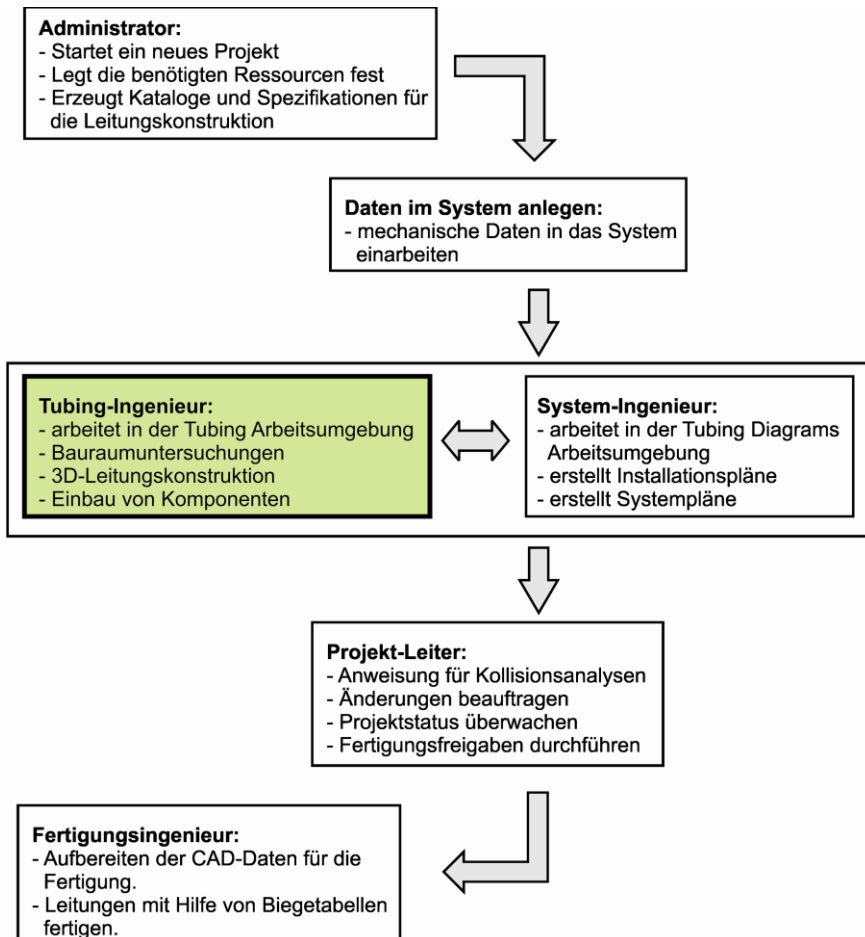 Administrator:
- Startet ein neues Projekt
- Legt die benötigten Ressourcen fest
- Erzeugt Kataloge und Spezifikationen für
die Leitungskonstruktion
Daten im System anlegen:
- mechanische Daten in das System
einarbeiten
Tubing-Ingenieur:
- arbeitet in der Tubing Arbeitsumgebung
- Bauraumuntersuchungen
- 3D-Leitungskonstruktion
- Einbau von Komponenten
System-Ingenieur:
- arbeitet in der Tubing Diagrams
Arbeitsumgebung
- erstellt Installationspläne
- erstellt Systempläne
Projekt-Leiter:
- Anweisung für Kollisionsanalysen
- Änderungen beauftragen
- Projektstatus überwachen
- Fertigungsfreigaben durchführen
Fertigungsingenieur:
- Aufbereiten der CAD-Daten für die
Fertigung.
- Leitungen mit Hilfe von Biegetabellen
fertigen.